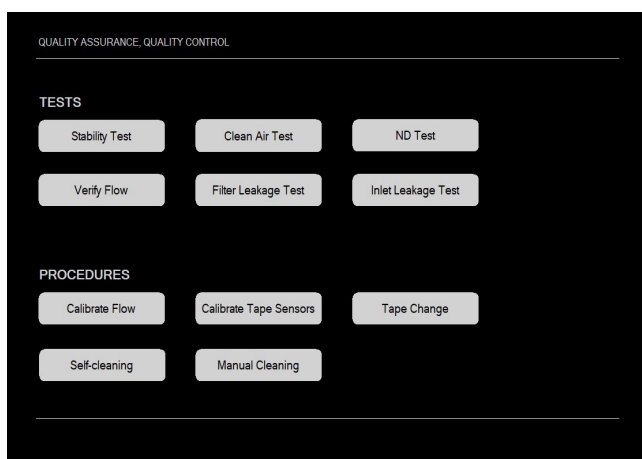 QUALITY ASSURANCE, QUALITY CONTROL
TESTS
Stability Test
Clean Air Test
ND Test
Verify Flow
Filter Leakage Test
Inlet Leakage Test
PROCEDURES
Calibrate Flow
Calibrate Tape Sensors
Tape Change
Self-cleaning
Manual Cleaning